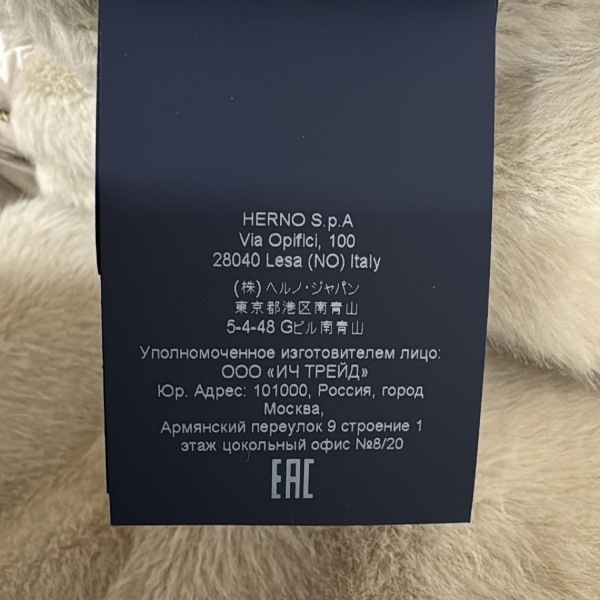 HERNO S.p.A
Via Opifici, 100
28040 Lesa (NO) Italy
(株)ヘルノ・ジャパン
東京都港区南青山
5-4-48 Gビル南青山
Уполномоченное изготовителем лицо:
ООО «ИЧ ТРЕЙД»
Юр. Адрес: 101000, Россия, город
Москва,
Армянский переулок 9 строение 1
этаж цокольный офис №8/20
EAC